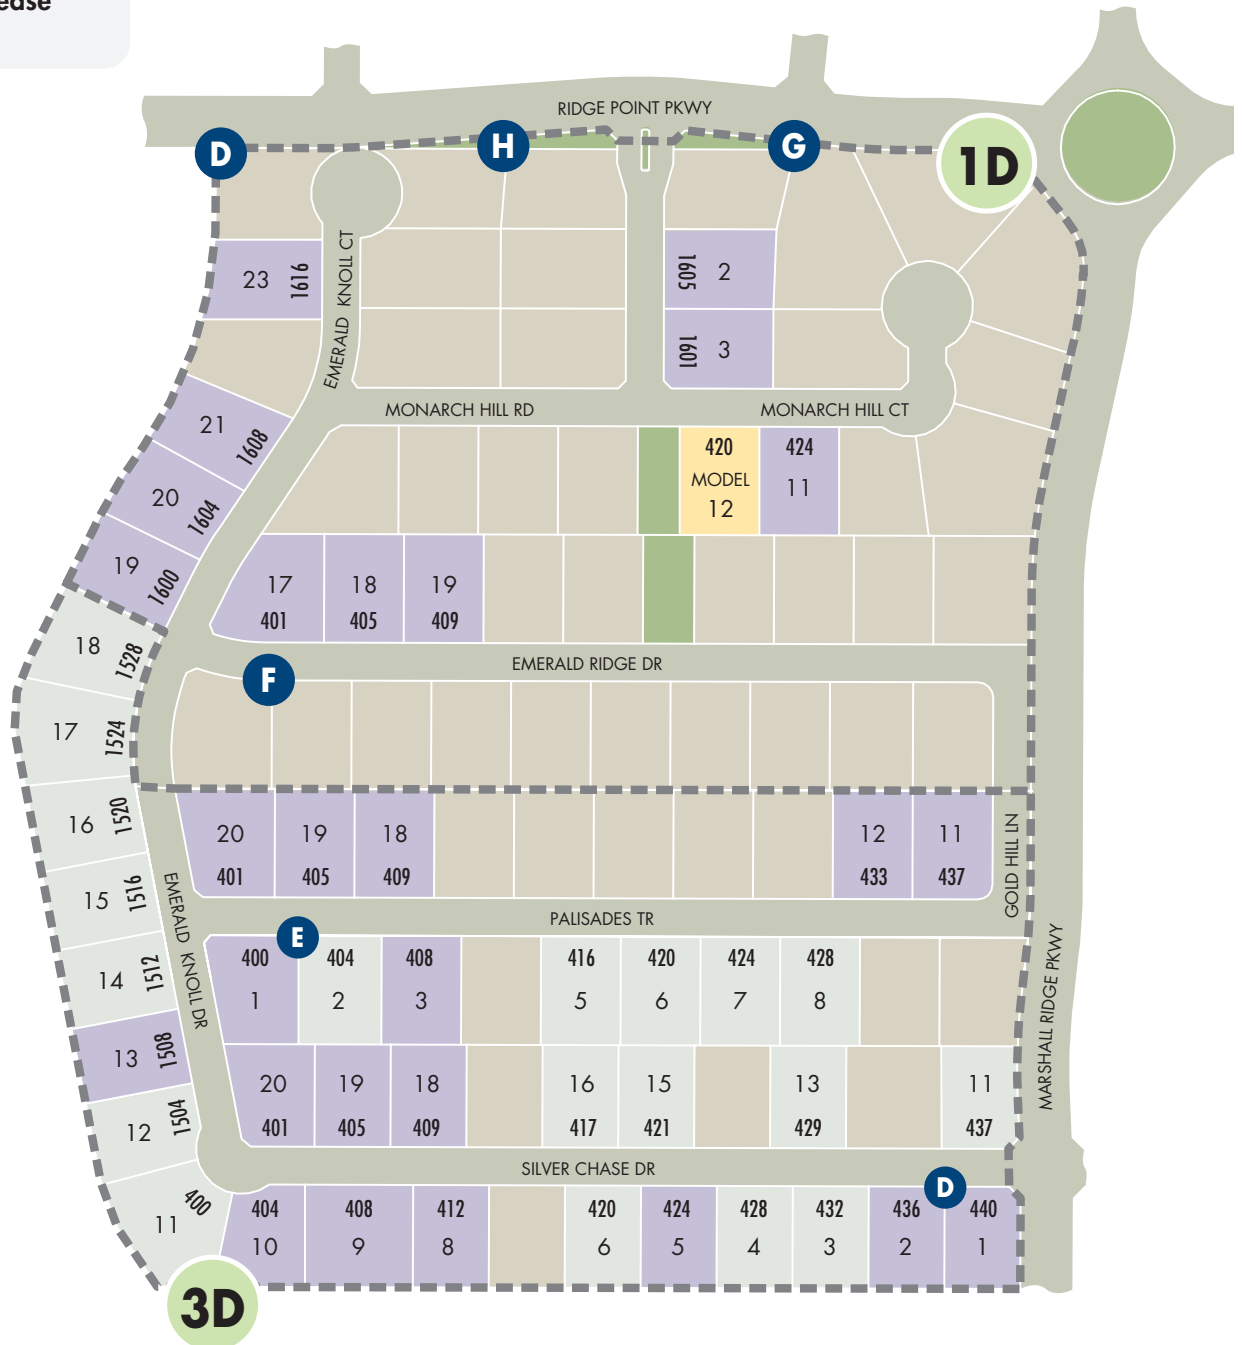 ease
RIDGE POINT PKWY
D
H
G
1D
EMERALD KNOLL CT
23 1616
1605 2
1601 3
21 1608
20 1604
19 1600
MONARCH HILL RD
MONARCH HILL CT
420
MODEL
12
424
11
17 18 19
401 405 409
EMERALD RIDGE DR
F
18 1528
17 1524
16 1520
15 1516
14 1512
13 1508
12 1504
11 400
EMERALD KNOLL DR
20 19 18 12 11
401 405 409 433 437
GOLD HILL LN
PALISADES TR
E
MARSHALL RIDGE PKWY
400 404 408 416 420 424 428
1 2 3 5 6 7 8
20 19 18 16 15 13 11
401 405 409 417 421 429 437
SILVER CHASE DR
D
404 408 412 420 424 428 432 436 440
10 9 8 6 5 4 3 2 1
3D